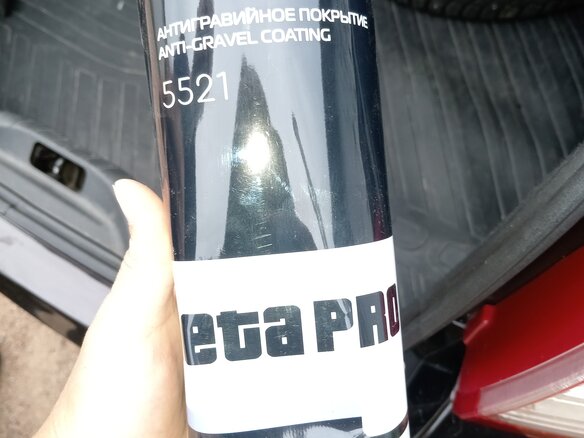 АНТИГРАВИЙНОЕ ПОКРЫТИЕ
ANTI-GRAVEL COATING
5521
eta PRO